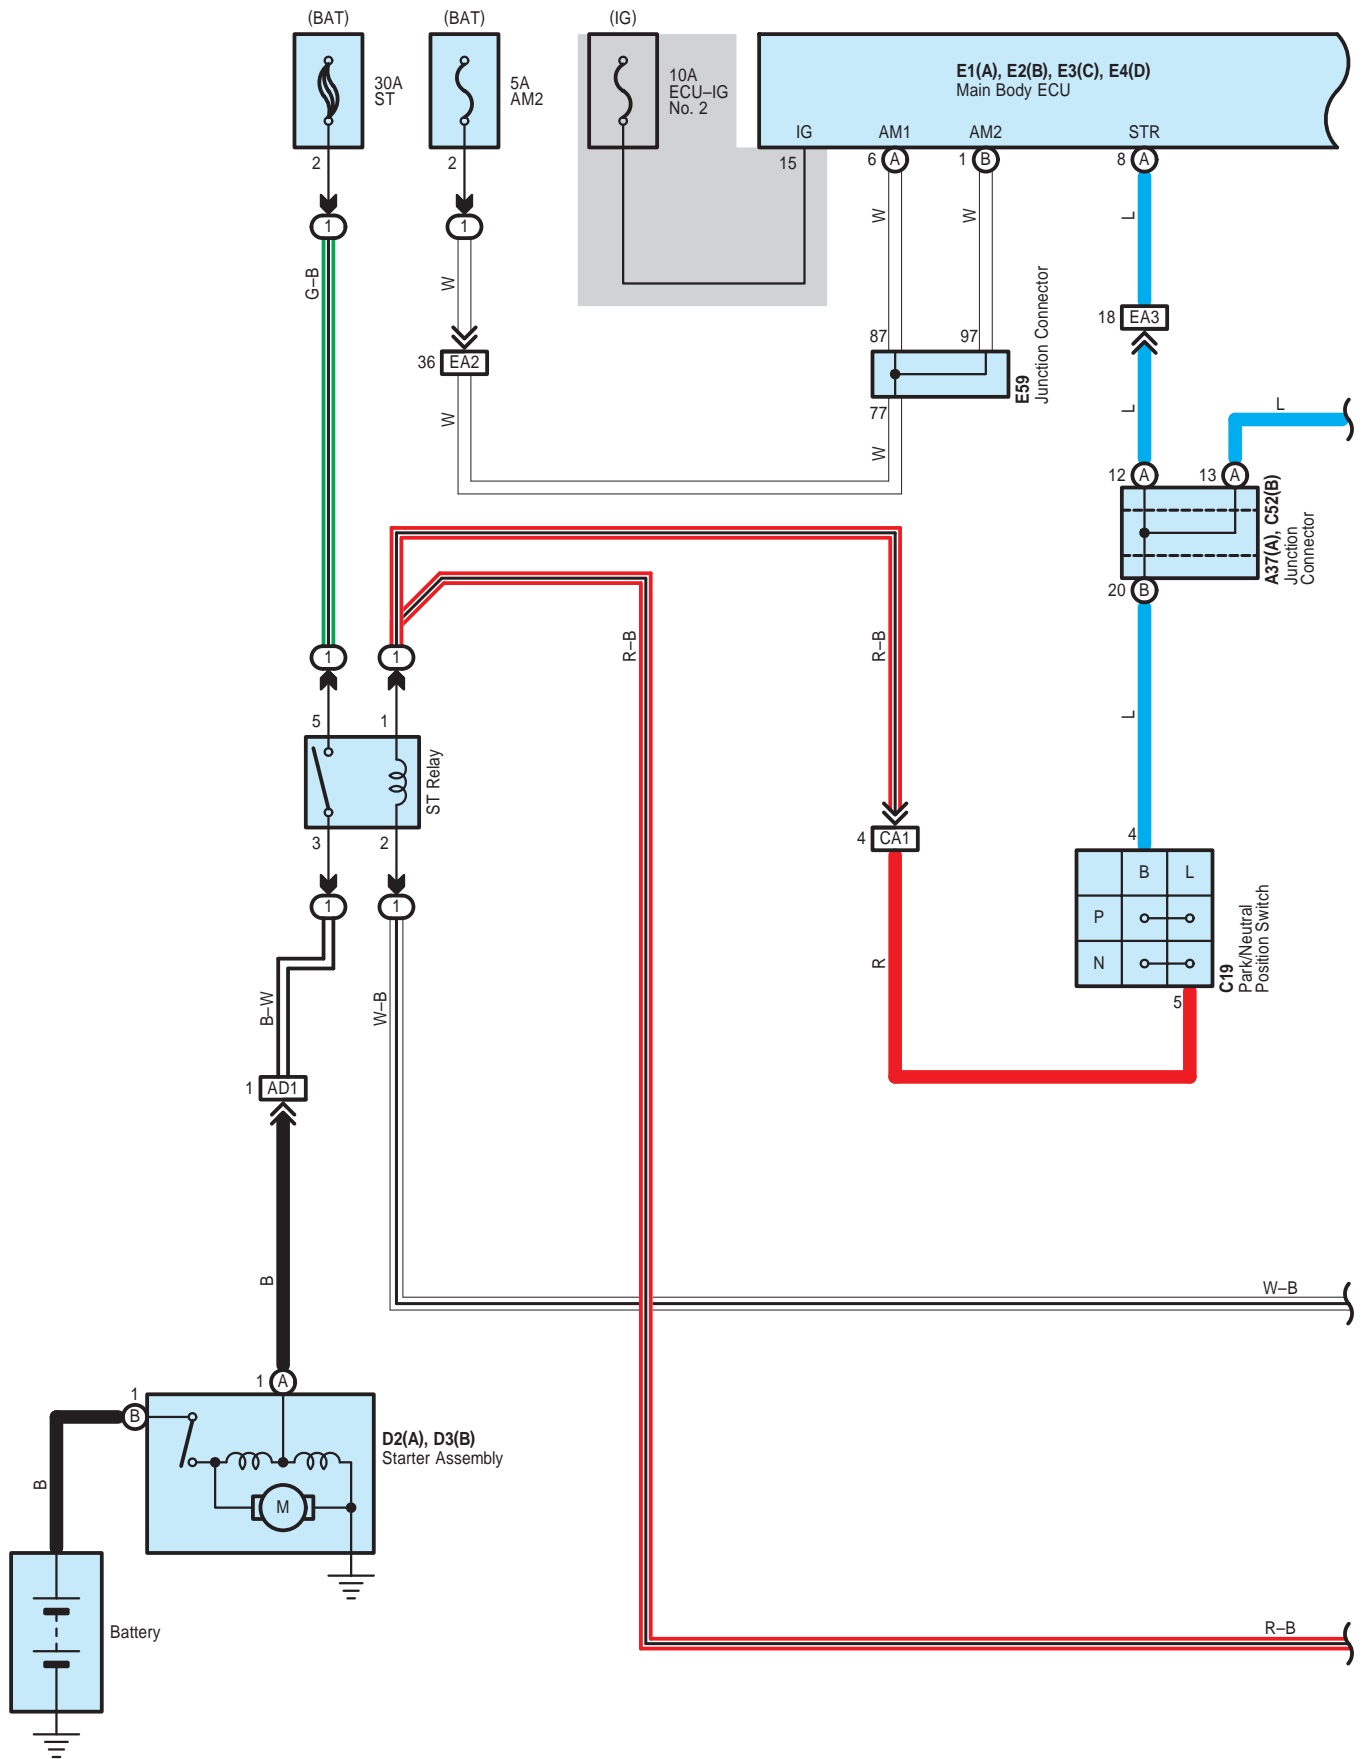 (BAT)
(BAT)
(IG)
30A
ST
5A
AM2
10A
ECU–IG
No. 2
E1(A), E2(B), E3(C), E4(D)
Main Body ECU
IG
AM1
AM2
STR
2
2
15
6 A
1 B
8 A
1
1
W
W
L
G–B
W
18 EA3
36 EA2
87
97
E59
Junction Connector
77
W
W
L
L
12 A
13 A
A37(A), C52(B)
Junction
Connector
20 B
1
1
R–B
R–B
L
5
1
ST Relay
3
2
4 CA1
4
B
L
P
N
C19
Park/Neutral
Position Switch
5
1
1
B–W
W–B
R
1 AD1
B
W–B
1 A
1
B
D2(A), D3(B)
Starter Assembly
M
B
Battery
R–B